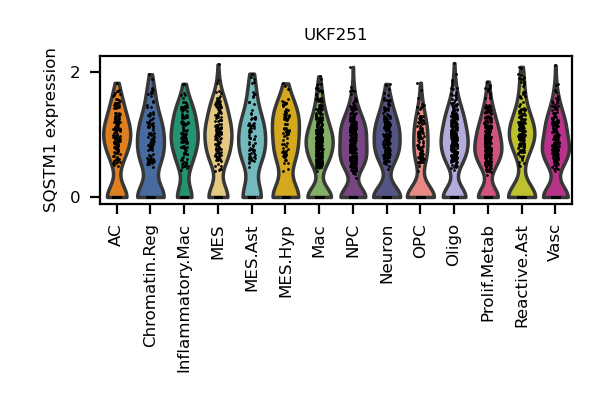 UKF251
SQSTM1 expression
2
0
AC
Chromatin.Reg
Inflammatory.Mac
MES
MES.Ast
MES.Hyp
Mac
NPC
Neuron
OPC
Oligo
Prolif.Metab
Reactive.Ast
Vasc